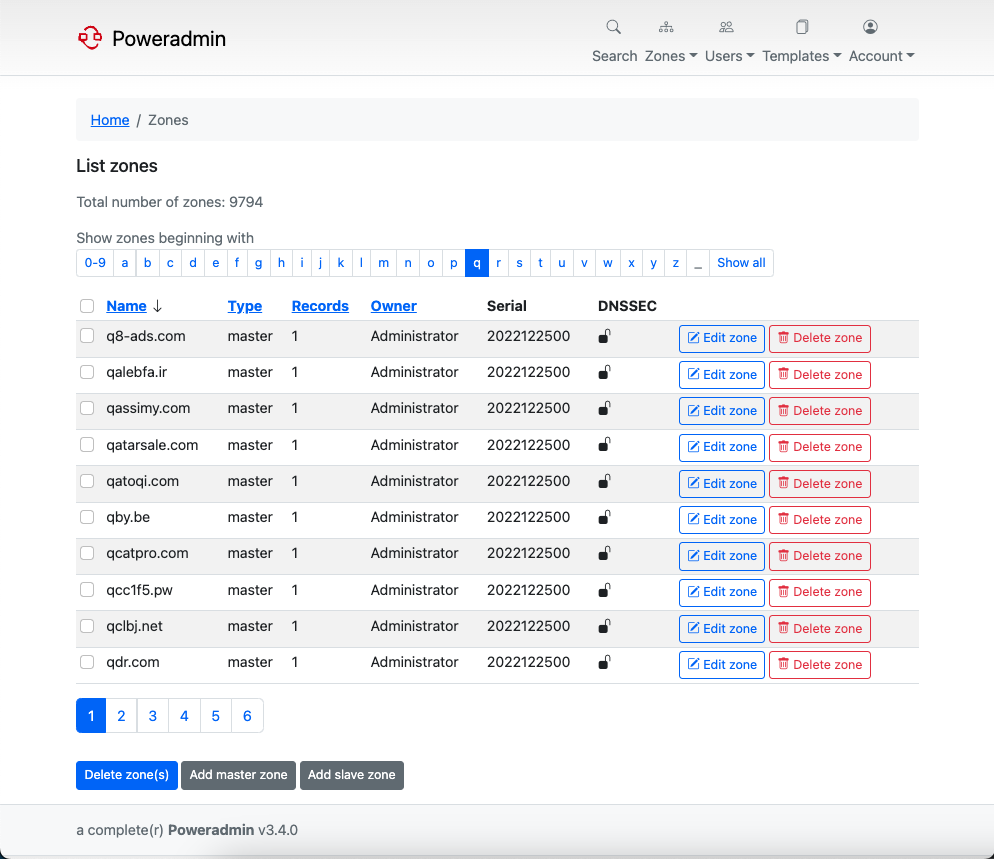 Poweradmin
Search Zones Users Templates Account
Home / Zones
List zones
Total number of zones: 9794
Show zones beginning with
0-9 a b c d e f g h i j k l m n o p q r s t u v w x y z _ Show all
Name ↓ Type Records Owner Serial DNSSEC
q8-ads.com master 1 Administrator 2022122500 Edit zone Delete zone
qalebfa.ir master 1 Administrator 2022122500 Edit zone Delete zone
qassimy.com master 1 Administrator 2022122500 Edit zone Delete zone
qatarsale.com master 1 Administrator 2022122500 Edit zone Delete zone
qatoqi.com master 1 Administrator 2022122500 Edit zone Delete zone
qby.be master 1 Administrator 2022122500 Edit zone Delete zone
qcatpro.com master 1 Administrator 2022122500 Edit zone Delete zone
qcc1f5.pw master 1 Administrator 2022122500 Edit zone Delete zone
qclbj.net master 1 Administrator 2022122500 Edit zone Delete zone
qdr.com master 1 Administrator 2022122500 Edit zone Delete zone
1 2 3 4 5 6
Delete zone(s) Add master zone Add slave zone
a complete(r) Poweradmin v3.4.0